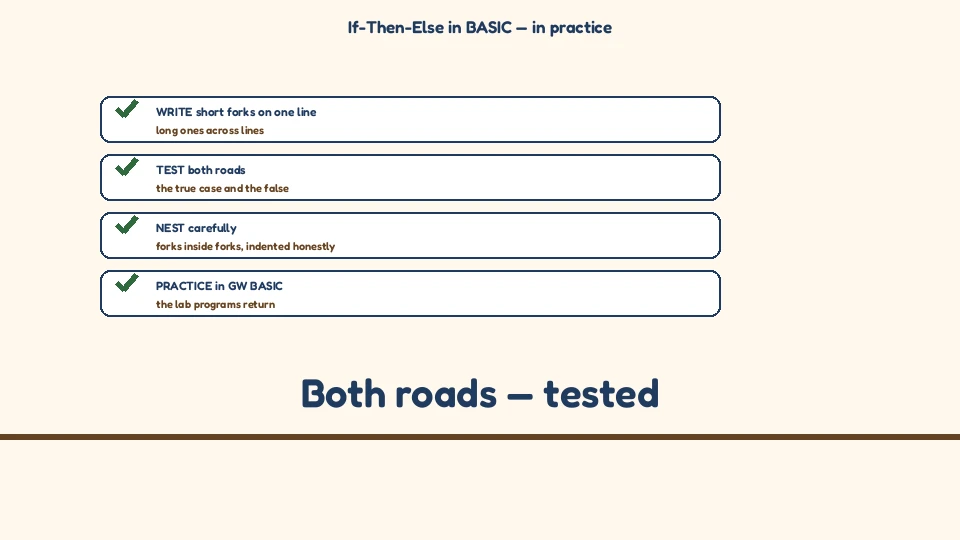 If-Then-Else in BASIC — in practice
WRITE short forks on one line
long ones across lines
TEST both roads
the true case and the false
NEST carefully
forks inside forks, indented honestly
PRACTICE in GW BASIC
the lab programs return
Both roads — tested